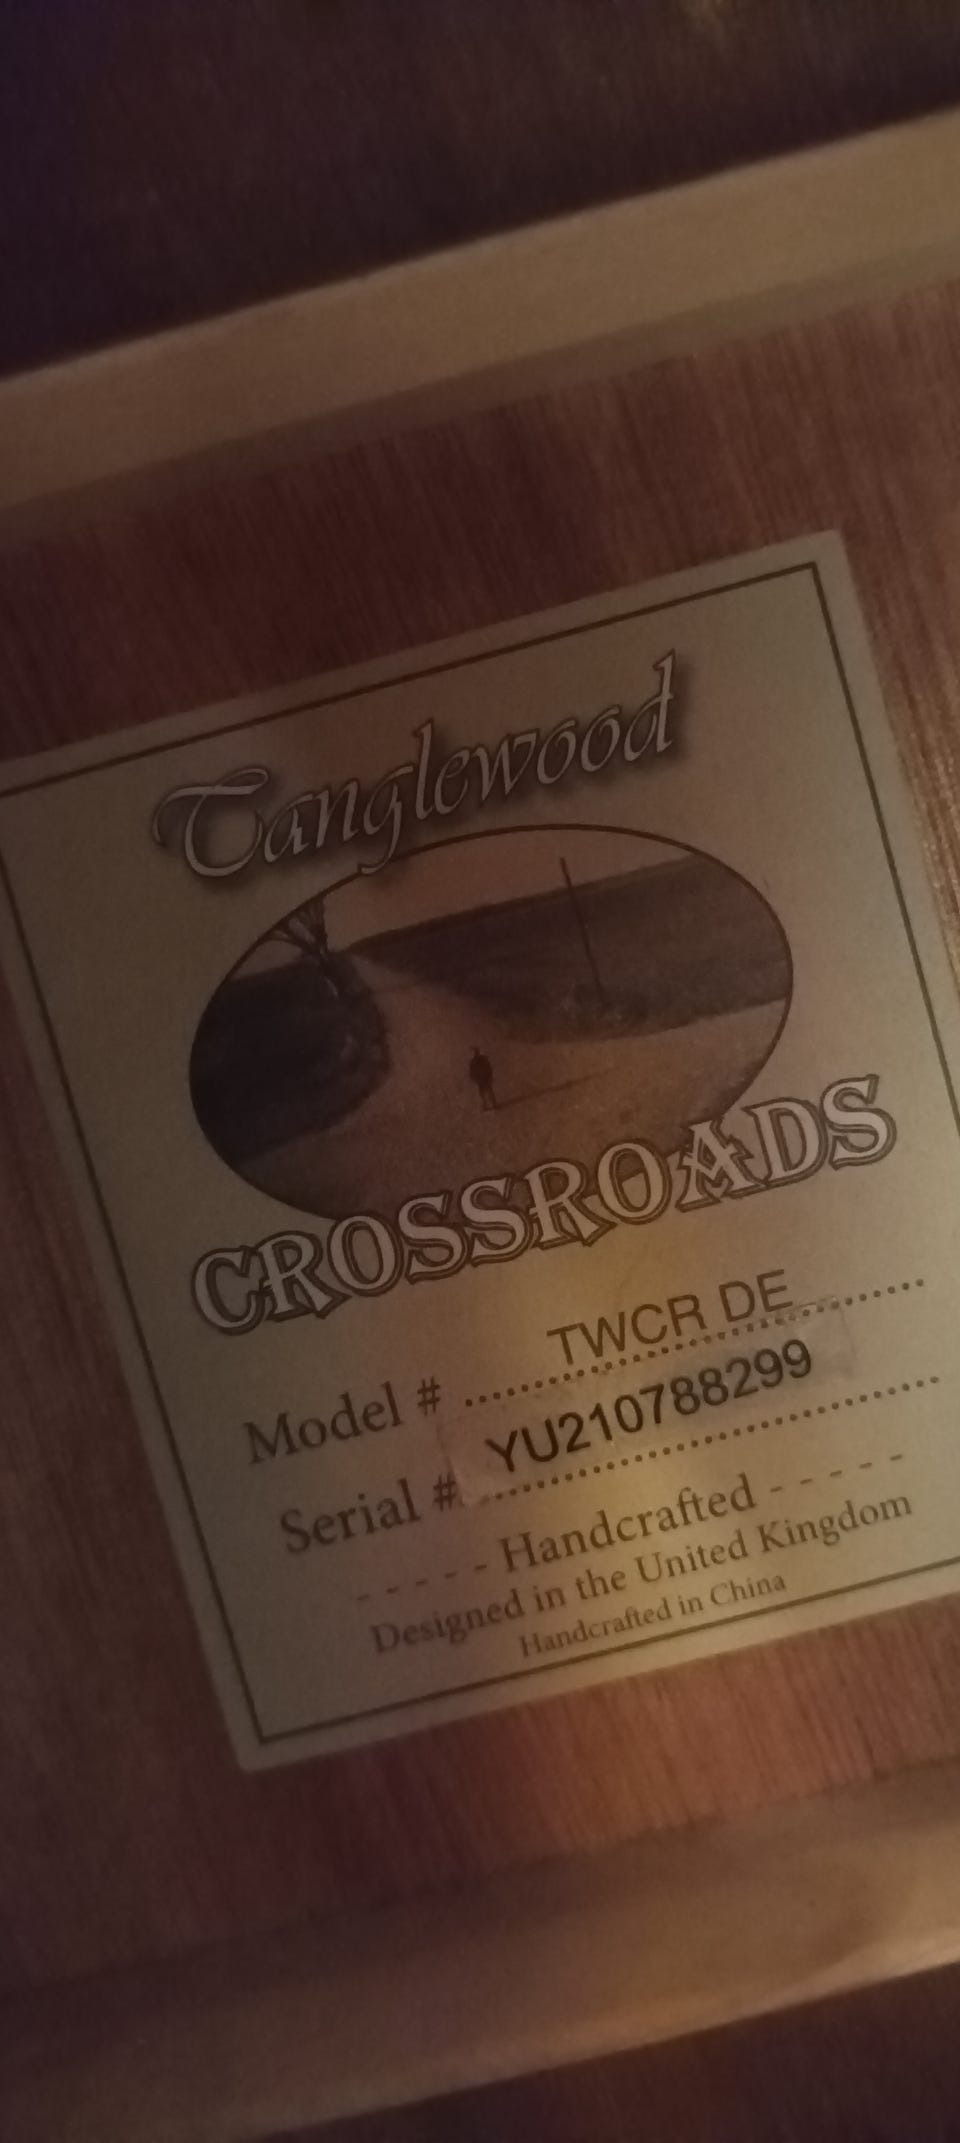 Tanglewood
CROSSROADS
Model # .......... TWCR DE ..........
Serial # .......... YU210788299 ..........
- - - - - Handcrafted - - - - -
Designed in the United Kingdom
Handcrafted in China